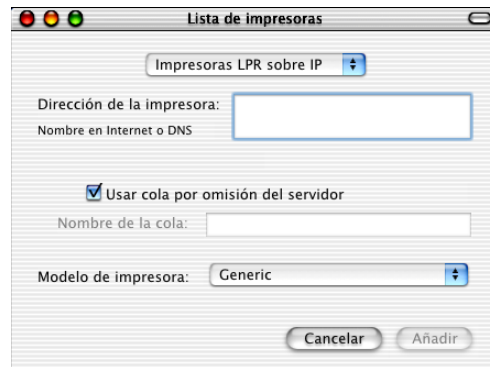 Lista de impresoras
Impresoras LPR sobre IP
Dirección de la impresora:
Nombre en Internet o DNS
Usar cola por omisión del servidor
Nombre de la cola:
Modelo de impresora: Generic
Cancelar Añadir